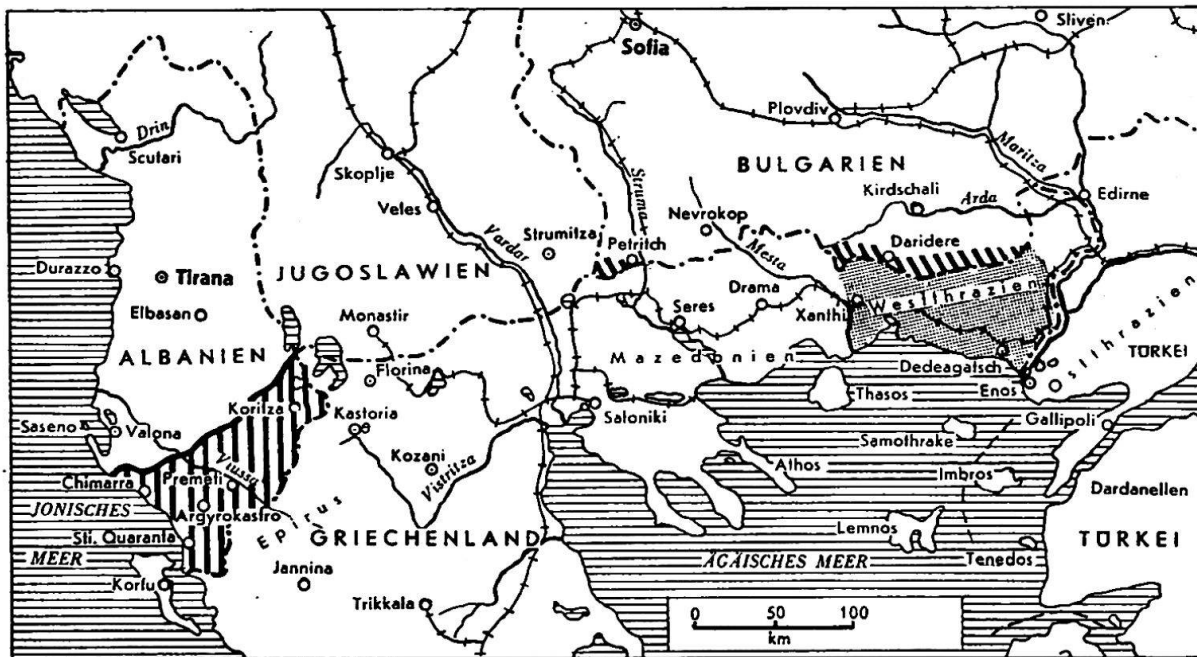 Sliven
Sofia
Plovdiv
Drin
Scutari
Maritza
BULGARIEN
Skoplje
Kirdschali
Arda
Edirne
Struma
Veles
Nevrokop
Vardar
Strumitza
Petritch
Mesta
Daridere
Durazzo
Tirana
JUGOSLAWIEN
Westthrazien
Drama
Xanthi
Seres
Elbasan
Monastir
Ostthrazien
TÜRKEI
ALBANIEN
Mazedonien
Dedeagatsch
Florina
Enos
Thasos
Koritza
Kastoria
Saloniki
Gallipoli
Saseno
Valona
Samothrake
Kozani
Vistritza
Athos
Imbros
Chimarra
Premeti
Viussa
Dardanellen
JONISCHES
MEER
Argyrokastro
Epirus
Lemnos
Sti. Quaranta
GRIECHENLAND
TÜRKEI
Tenedos
ÄGÄISCHES MEER
Korfu
Jannina
Trikkala
0 50 100
km